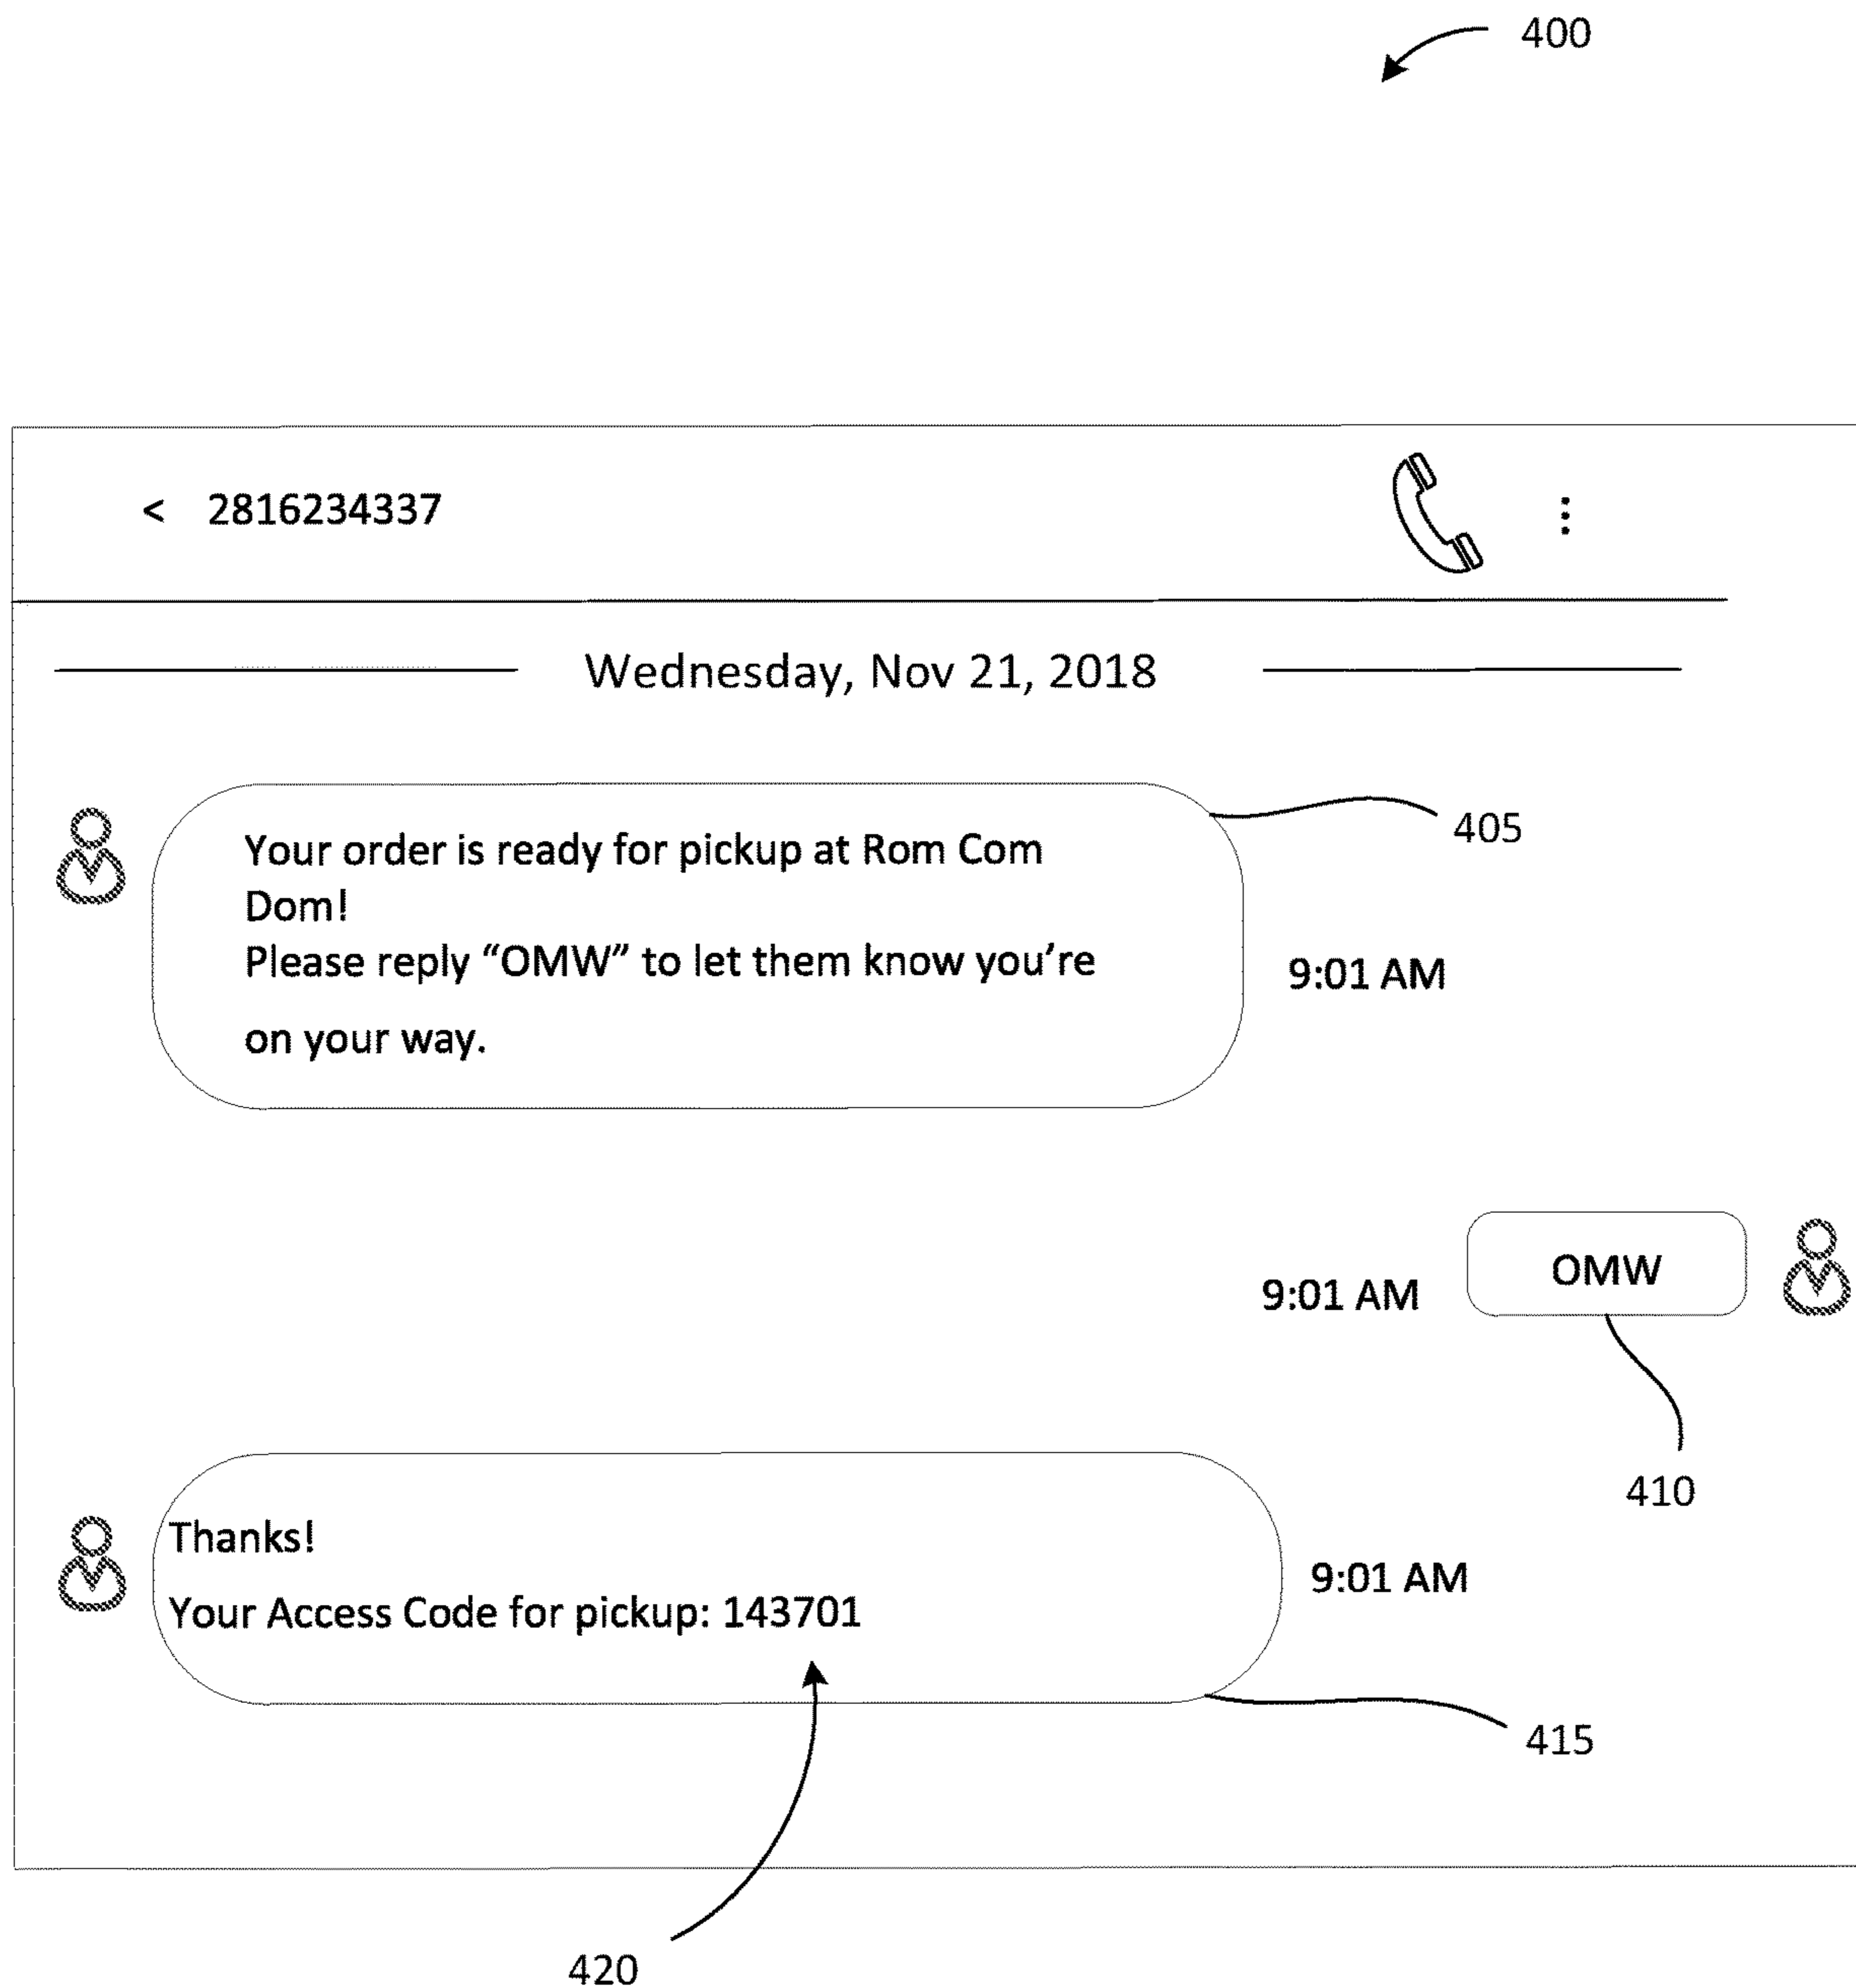 400
< 2816234337
Wednesday, Nov 21, 2018
405
Your order is ready for pickup at Rom Com
Dom!
Please reply “OMW” to let them know you’re
on your way.
9:01 AM
9:01 AM
OMW
410
Thanks!
Your Access Code for pickup: 143701
9:01 AM
415
420